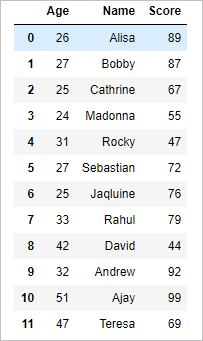 Age Name Score
0 26 Alisa 89
1 27 Bobby 87
2 25 Cathrine 67
3 24 Madonna 55
4 31 Rocky 47
5 27 Sebastian 72
6 25 Jaqluine 76
7 33 Rahul 79
8 42 David 44
9 32 Andrew 92
10 51 Ajay 99
11 47 Teresa 69